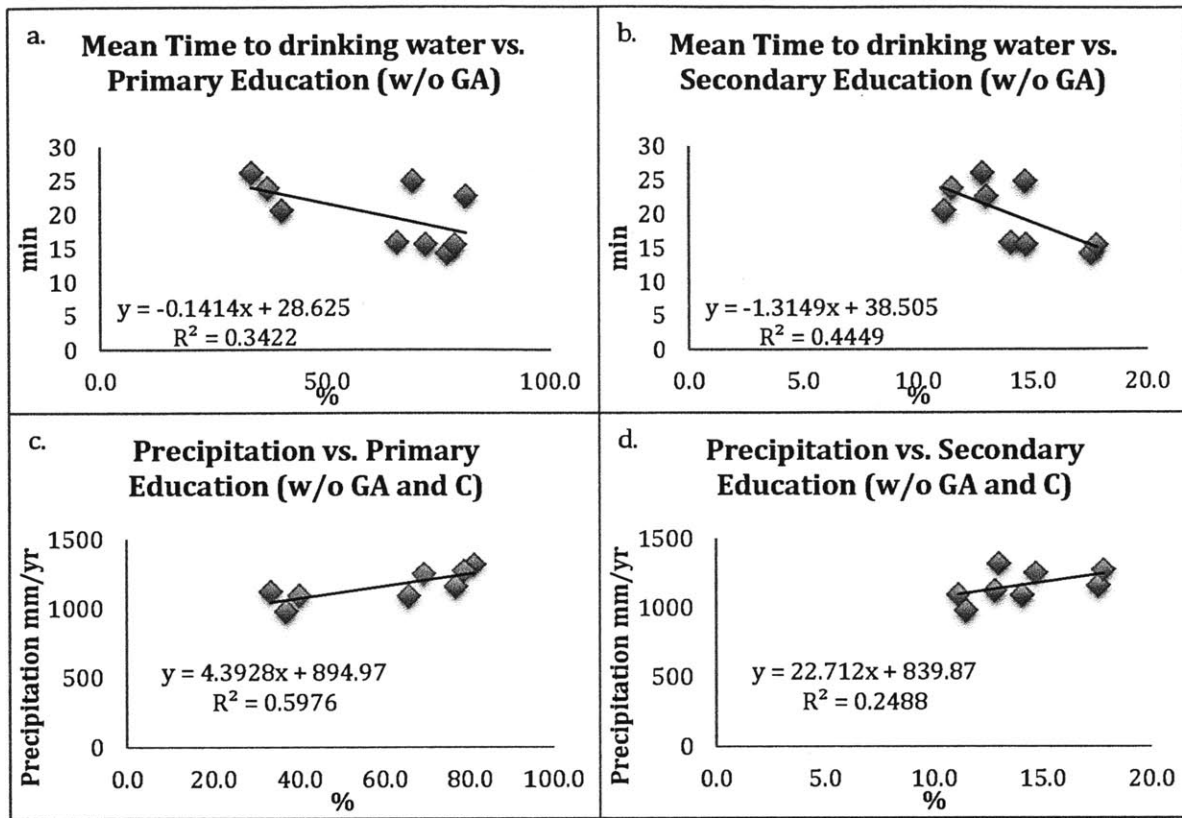 a.
Mean Time to drinking water vs.
Primary Education (w/o GA)
30
25
20
15
10
5
0
min
y = -0.1414x + 28.625
R² = 0.3422
0.0 50.0 100.0
%
b.
Mean Time to drinking water vs.
Secondary Education (w/o GA)
30
25
20
15
10
5
0
min
y = -1.3149x + 38.505
R² = 0.4449
0.0 5.0 10.0 15.0 20.0
%
c.
Precipitation vs. Primary
Education (w/o GA and C)
Precipitation mm/yr
1500
1000
500
0
y = 4.3928x + 894.97
R² = 0.5976
0.0 20.0 40.0 60.0 80.0 100.0
%
d.
Precipitation vs. Secondary
Education (w/o GA and C)
Precipitation mm/yr
1500
1000
500
0
y = 22.712x + 839.87
R² = 0.2488
0.0 5.0 10.0 15.0 20.0
%